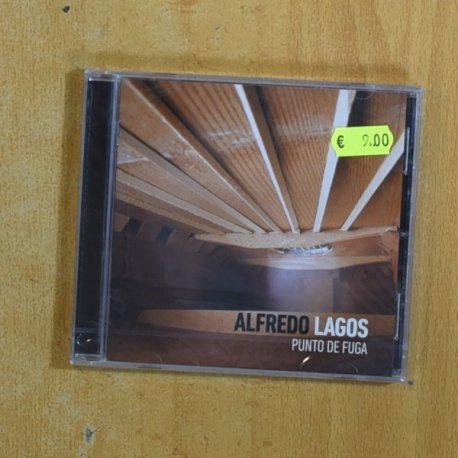 € 9.00
ALFREDO LAGOS
PUNTO DE FUGA